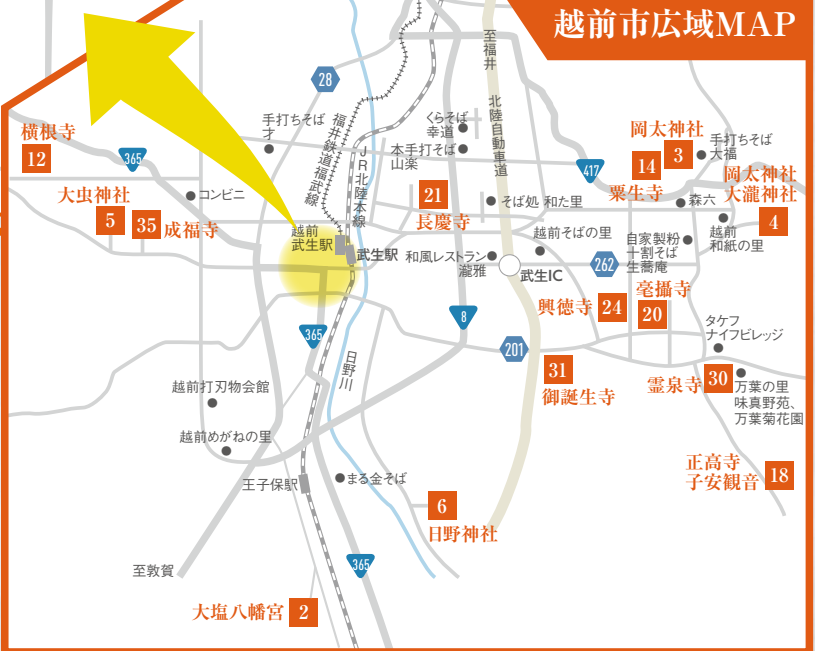 越前市広域MAP
至福井
北陸自動車道
28
手打ちそば
才
福井鉄道福武線
JR北陸本線
くらそば
幸道
本手打そば
山楽
横根寺
12
365
岡太神社
14
3
手打ちそば
大福
417
粟生寺
岡太神社
大瀧神社
4
大虫神社
5
35
成福寺
コンビニ
21
長慶寺
そば処 和た里
森六
越前
和紙の里
越前
武生駅
武生駅
和風レストラン
瀧雅
越前そばの里
武生IC
262
自家製粉
十割そば
生蕎庵
興徳寺
24
毫攝寺
20
8
365
201
タケフ
ナイフビレッジ
日野川
31
御誕生寺
霊泉寺
30
万葉の里
味真野苑、
万葉菊花園
越前打刃物会館
越前めがねの里
王子保駅
まる金そば
正高寺
子安観音
18
6
日野神社
至敦賀
365
大塩八幡宮
2